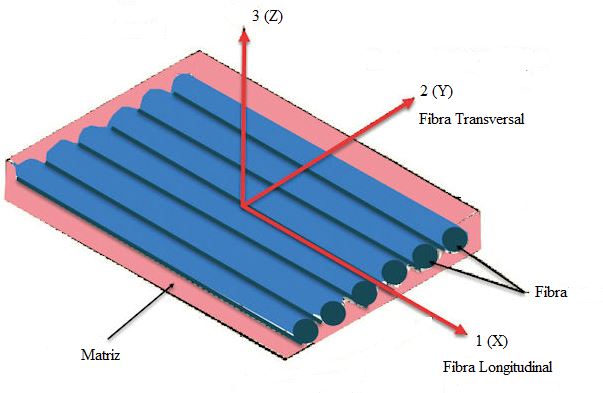 3 (Z)
2 (Y)
Fibra Transversal
Fibra
1 (X)
Fibra Longitudinal
Matriz